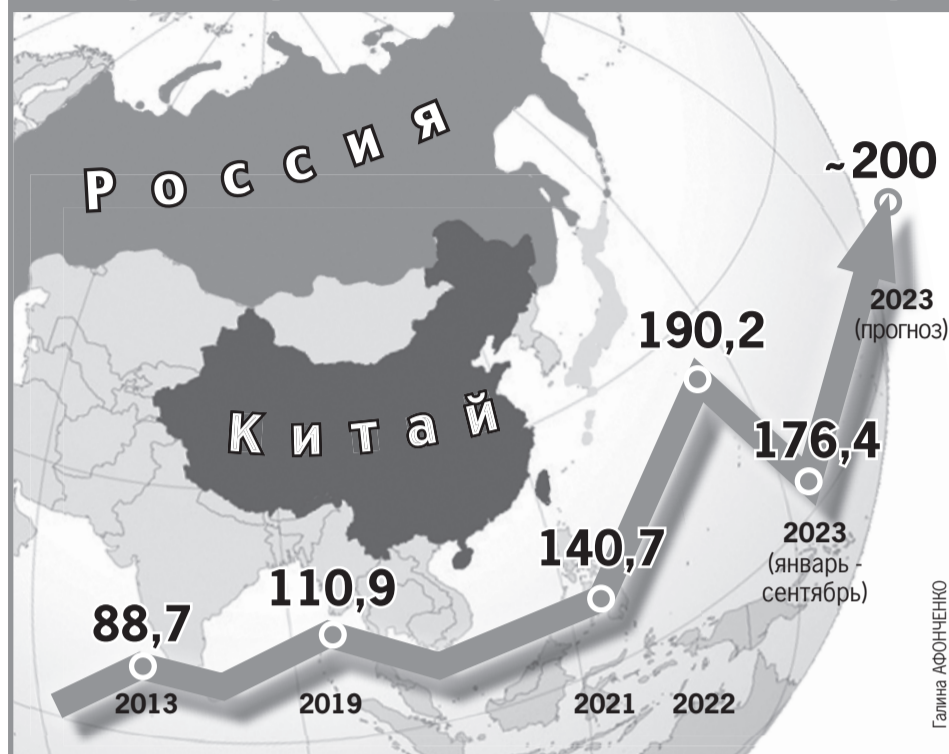 Россия
Китай
88,7
2013
110,9
2019
140,7
2021
190,2
2022
176,4
2023
(январь -
сентябрь)
~200
2023
(прогноз)
Галина АФОНЧЕНКО